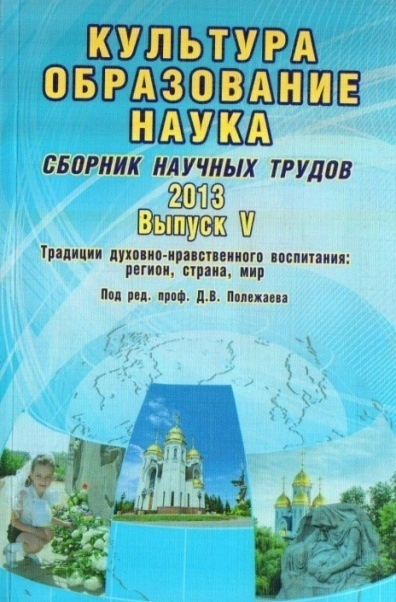 КУЛЬТУРА
ОБРАЗОВАНИЕ
НАУКА
СБОРНИК НАУЧНЫХ ТРУДОВ
2013
Выпуск V
Традиции духовно-нравственного воспитания:
регион, страна, мир
Под ред. проф. Д.В. Полежаева